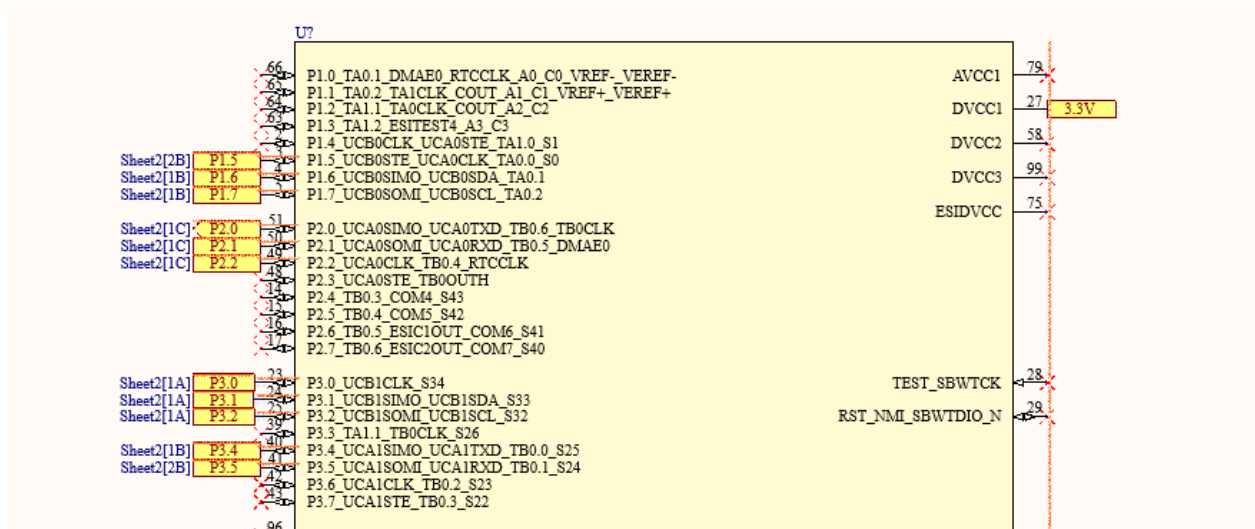 U?
66 P1.0_TA0.1_DMAE0_RTCCLK_A0_C0_VREF-_VEREF- AVCC1 79
65 P1.1_TA0.2_TA1CLK_COUT_A1_C1_VREF+_VEREF+
64 P1.2_TA1.1_TA0CLK_COUT_A2_C2 DVCC1 27 3.3V
63 P1.3_TA1.2_ESITEST4_A3_C3
2 P1.4_UCB0CLK_UCA0STE_TA1.0_S1 DVCC2 58
Sheet2[2B] P1.5 3 P1.5_UCB0STE_UCA0CLK_TA0.0_S0
Sheet2[1B] P1.6 4 P1.6_UCB0SIMO_UCB0SDA_TA0.1 DVCC3 99
Sheet2[1B] P1.7 5 P1.7_UCB0SOMI_UCB0SCL_TA0.2
ESIDVCC 75
Sheet2[1C] P2.0 51 P2.0_UCA0SIMO_UCA0TXD_TB0.6_TB0CLK
Sheet2[1C] P2.1 50 P2.1_UCA0SOMI_UCA0RXD_TB0.5_DMAE0
Sheet2[1C] P2.2 49 P2.2_UCA0CLK_TB0.4_RTCCLK
48 P2.3_UCA0STE_TB0OUTH
14 P2.4_TB0.3_COM4_S43
15 P2.5_TB0.4_COM5_S42
16 P2.6_TB0.5_ESIC1OUT_COM6_S41
17 P2.7_TB0.6_ESIC2OUT_COM7_S40
Sheet2[1A] P3.0 23 P3.0_UCB1CLK_S34 TEST_SBWTCK 28
Sheet2[1A] P3.1 24 P3.1_UCB1SIMO_UCB1SDA_S33
Sheet2[1A] P3.2 P3.2_UCB1SOMI_UCB1SCL_S32 RST_NMI_SBWTDIO_N 29
39 P3.3_TA1.1_TB0CLK_S26
Sheet2[1B] P3.4 40 P3.4_UCA1SIMO_UCA1TXD_TB0.0_S25
Sheet2[2B] P3.5 41 P3.5_UCA1SOMI_UCA1RXD_TB0.1_S24
42 P3.6_UCA1CLK_TB0.2_S23
43 P3.7_UCA1STE_TB0.3_S22
96